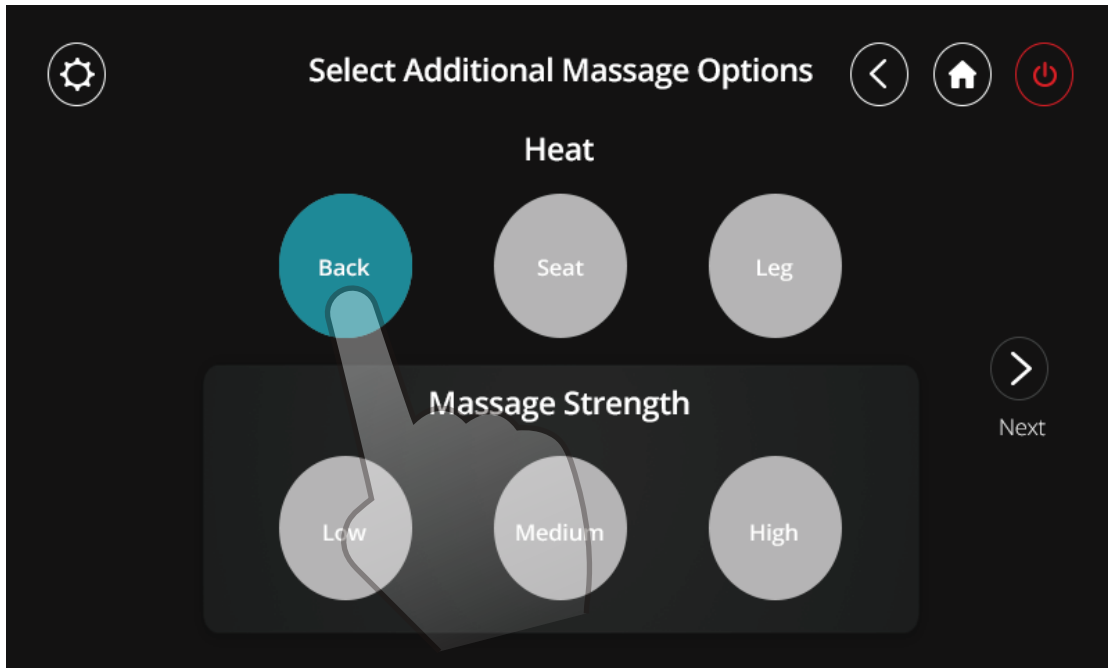 Select Additional Massage Options
Heat
Back Seat Leg
Massage Strength
Next
Low Medium High